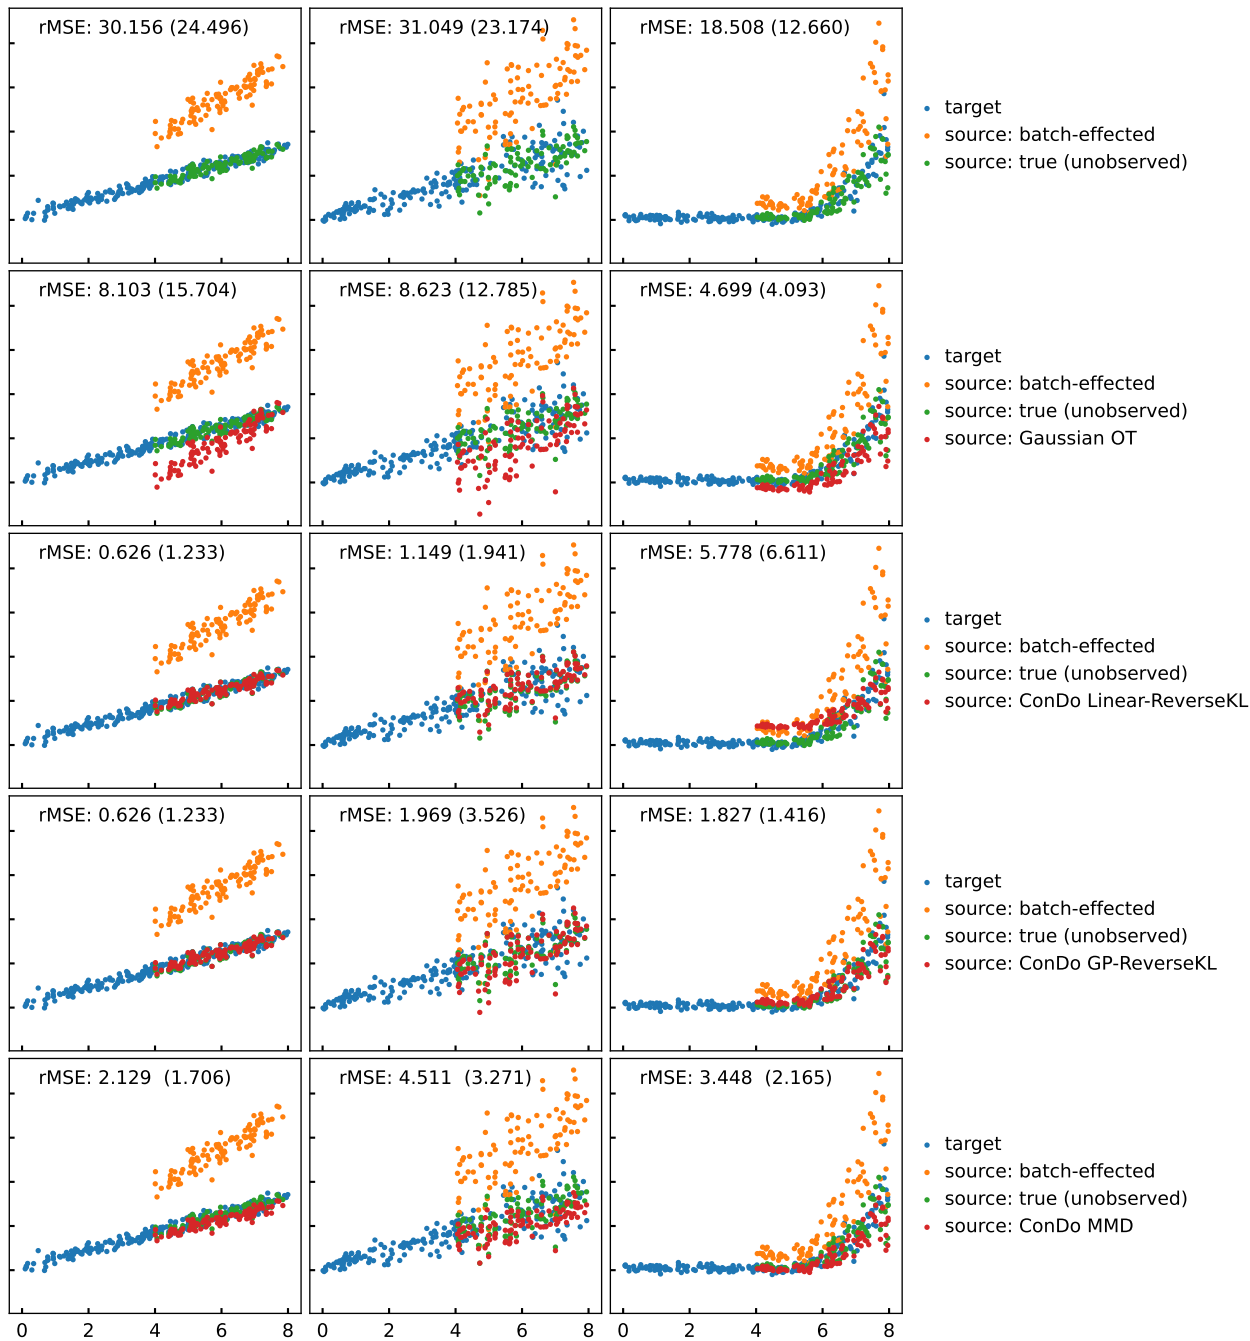 rMSE: 30.156 (24.496)
rMSE: 31.049 (23.174)
rMSE: 18.508 (12.660)
target
source: batch-effected
source: true (unobserved)
rMSE: 8.103 (15.704)
rMSE: 8.623 (12.785)
rMSE: 4.699 (4.093)
target
source: batch-effected
source: true (unobserved)
source: Gaussian OT
rMSE: 0.626 (1.233)
rMSE: 1.149 (1.941)
rMSE: 5.778 (6.611)
target
source: batch-effected
source: true (unobserved)
source: ConDo Linear-ReverseKL
rMSE: 0.626 (1.233)
rMSE: 1.969 (3.526)
rMSE: 1.827 (1.416)
target
source: batch-effected
source: true (unobserved)
source: ConDo GP-ReverseKL
rMSE: 2.129  (1.706)
rMSE: 4.511  (3.271)
rMSE: 3.448  (2.165)
target
source: batch-effected
source: true (unobserved)
source: ConDo MMD
0 2 4 6 8
0 2 4 6 8
0 2 4 6 8